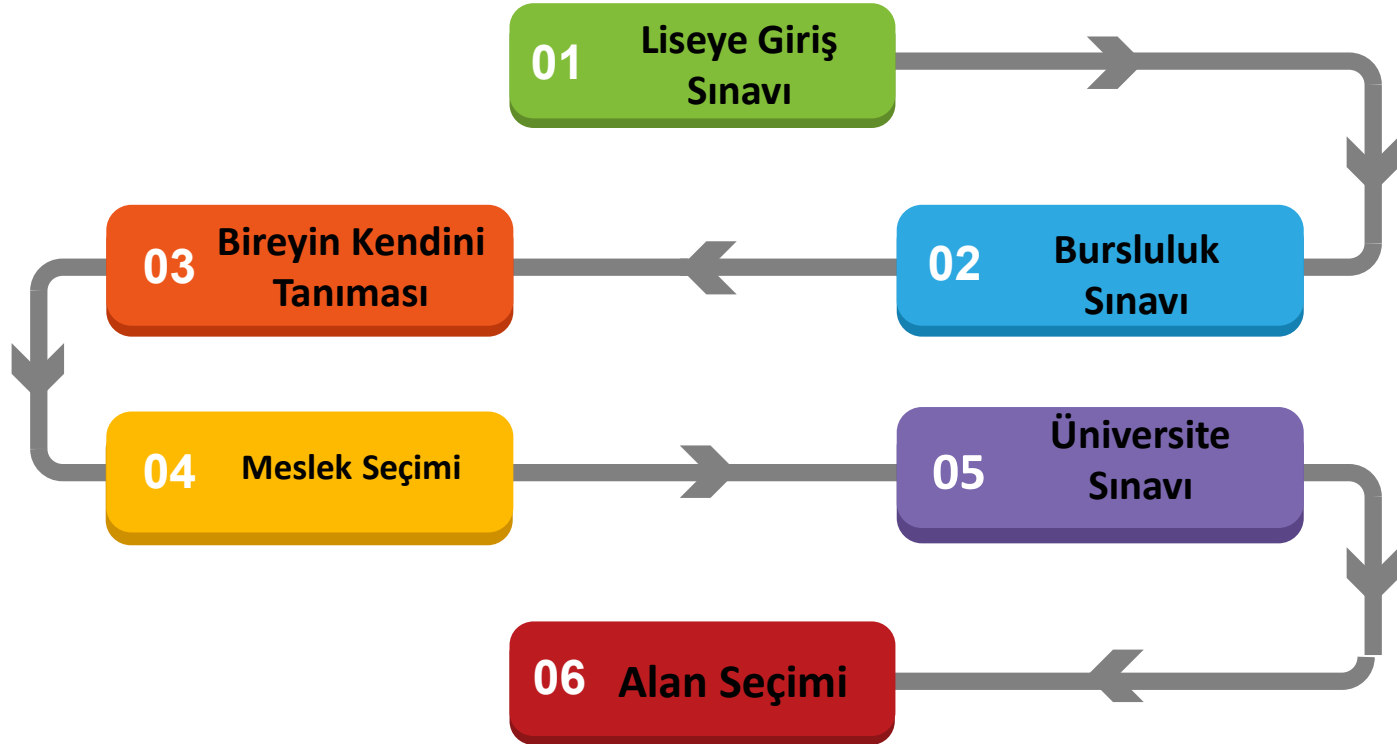 01
Liseye Giriş
Sınavı
02
Bursluluk
Sınavı
03
Bireyin Kendini
Tanıması
04
Meslek Seçimi
05
Üniversite
Sınavı
06
Alan Seçimi